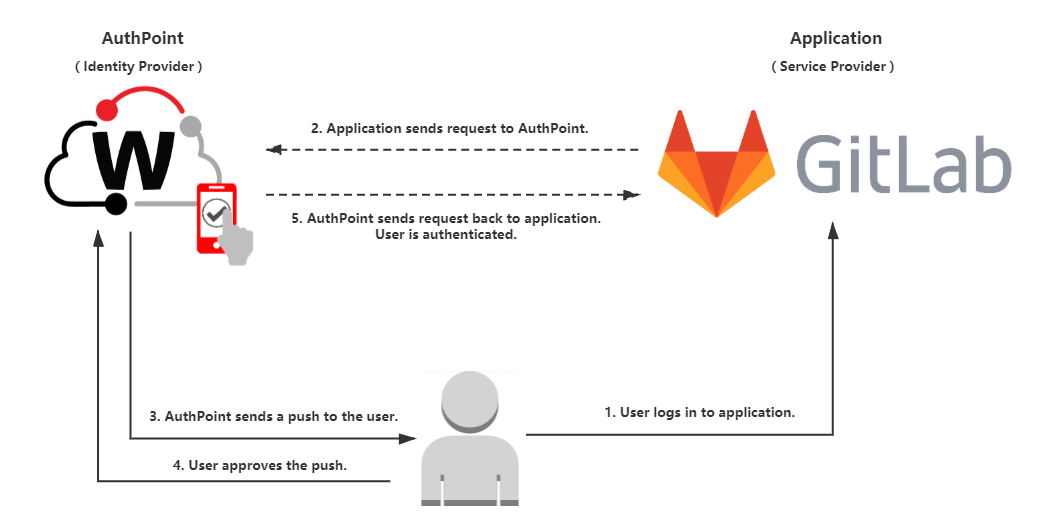 AuthPoint
( Identity Provider )
Application
( Service Provider )
W
2. Application sends request to AuthPoint.
GitLab
5. AuthPoint sends request back to application.
User is authenticated.
3. AuthPoint sends a push to the user.
1. User logs in to application.
4. User approves the push.